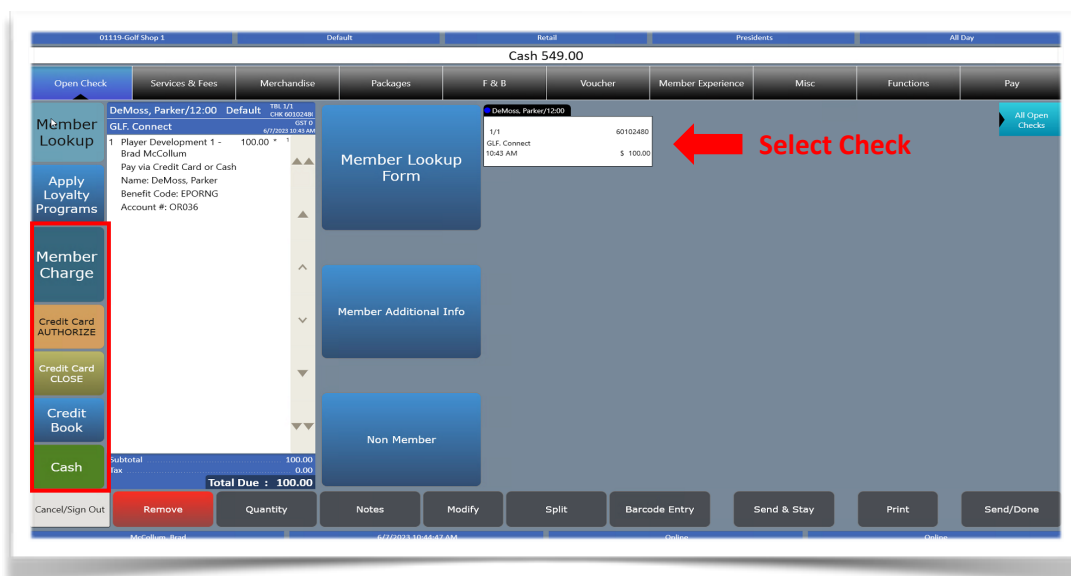 01119-Golf Shop 1 Default Retail Presidents All Day
Cash 549.00
Open Check Services & Fees Merchandise Packages F & B Voucher Member Experience Misc Functions Pay
Member
Lookup
Apply
Loyalty
Programs
Member
Charge
Credit Card
AUTHORIZE
Credit Card
CLOSE
Credit
Book
Cash
DeMoss, Parker/12:00 Default TBL 1/1
CHK 60102480
GLF. Connect GST 0
6/7/2023 10:43 AM
1 Player Development 1 - 100.00 *
Brad McCollum
Pay via Credit Card or Cash
Name: DeMoss, Parker
Benefit Code: EPORNG
Account #: OR036
Subtotal 100.00
Tax 0.00
Total Due : 100.00
Member Lookup
Form
Member Additional Info
Non Member
DeMoss, Parker/12:00
1/1 60102480
GLF. Connect
10:43 AM $ 100.00
Select Check
All Open
Checks
Cancel/Sign Out Remove Quantity Notes Modify Split Barcode Entry Send & Stay Print Send/Done
McCollum, Brad 6/7/2023 10:44:47 AM Online Online